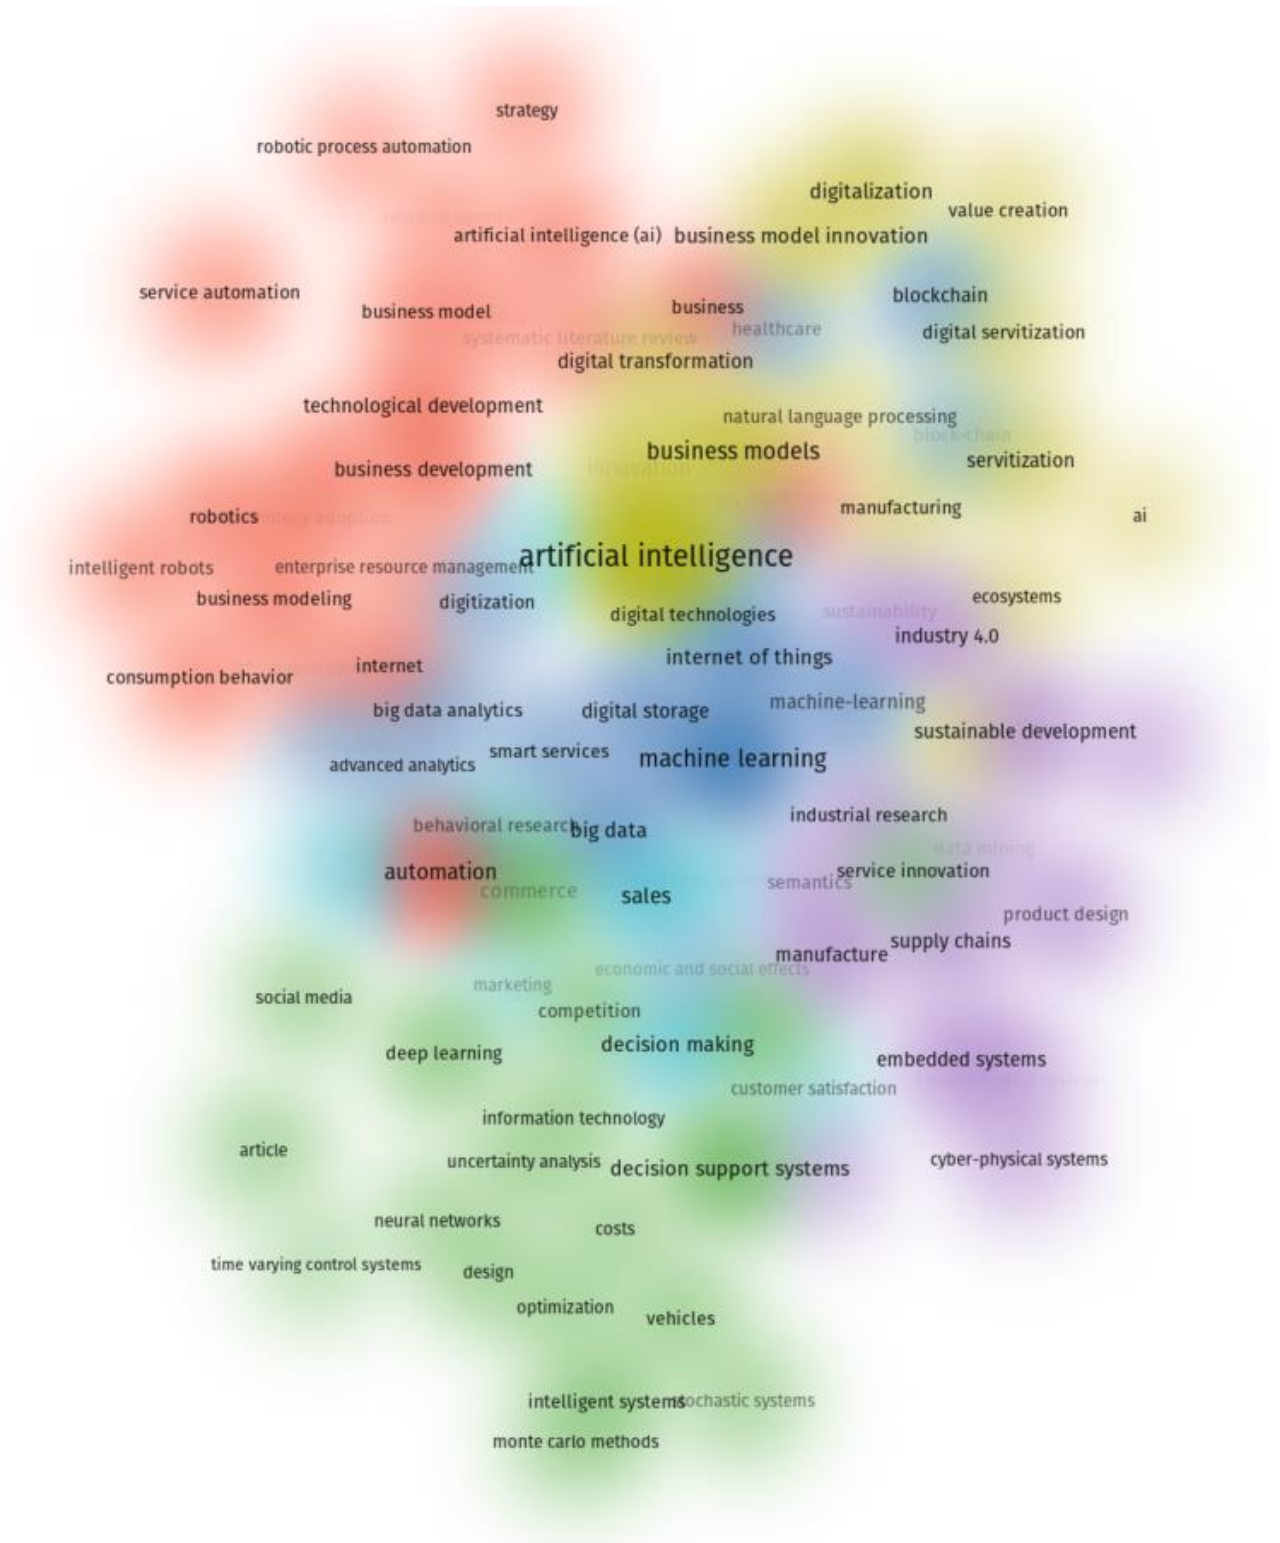 strategy
robotic process automation
digitalization
value creation
artificial intelligence (ai)
business model innovation
service automation
blockchain
business model
business
healthcare
digital servitization
systematic literature review
digital transformation
technological development
natural language processing
block-chain
business models
servitization
business development
innovation
manufacturing
robotics
adoption
ai
artificial intelligence
intelligent robots
enterprise resource management
business modeling
digitization
ecosystems
digital technologies
sustainability
industry 4.0
internet of things
internet
consumption behavior
machine-learning
big data analytics
digital storage
sustainable development
smart services
machine learning
advanced analytics
industrial research
behavioral research
big data
data mining
automation
service innovation
commerce
semantics
sales
product design
supply chains
manufacture
economic and social effects
marketing
social media
competition
decision making
deep learning
embedded systems
customer satisfaction
information technology
article
uncertainty analysis
cyber-physical systems
decision support systems
neural networks
costs
time varying control systems
design
optimization
vehicles
intelligent systems
stochastic systems
monte carlo methods